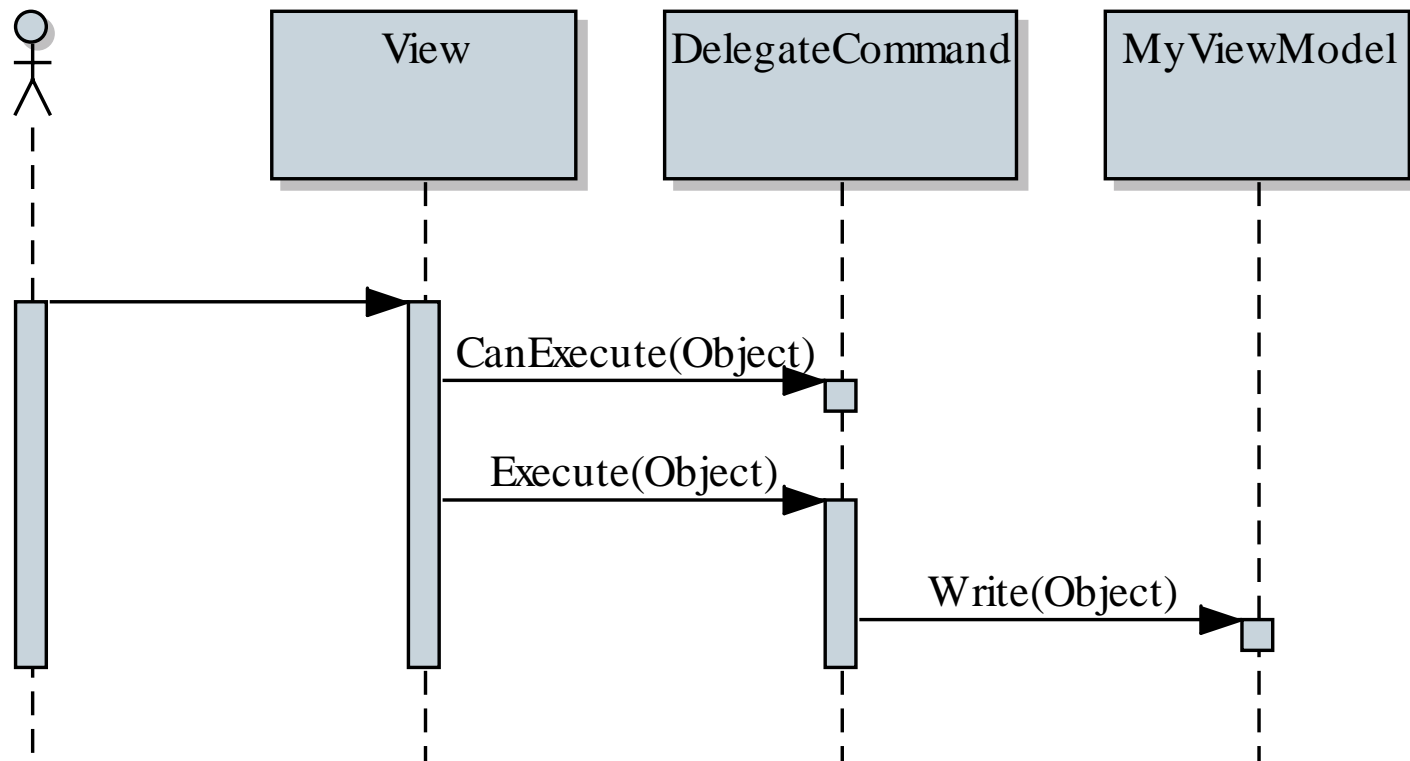 View
DelegateCommand
MyViewModel
CanExecute(Object)
Execute(Object)
Write(Object)